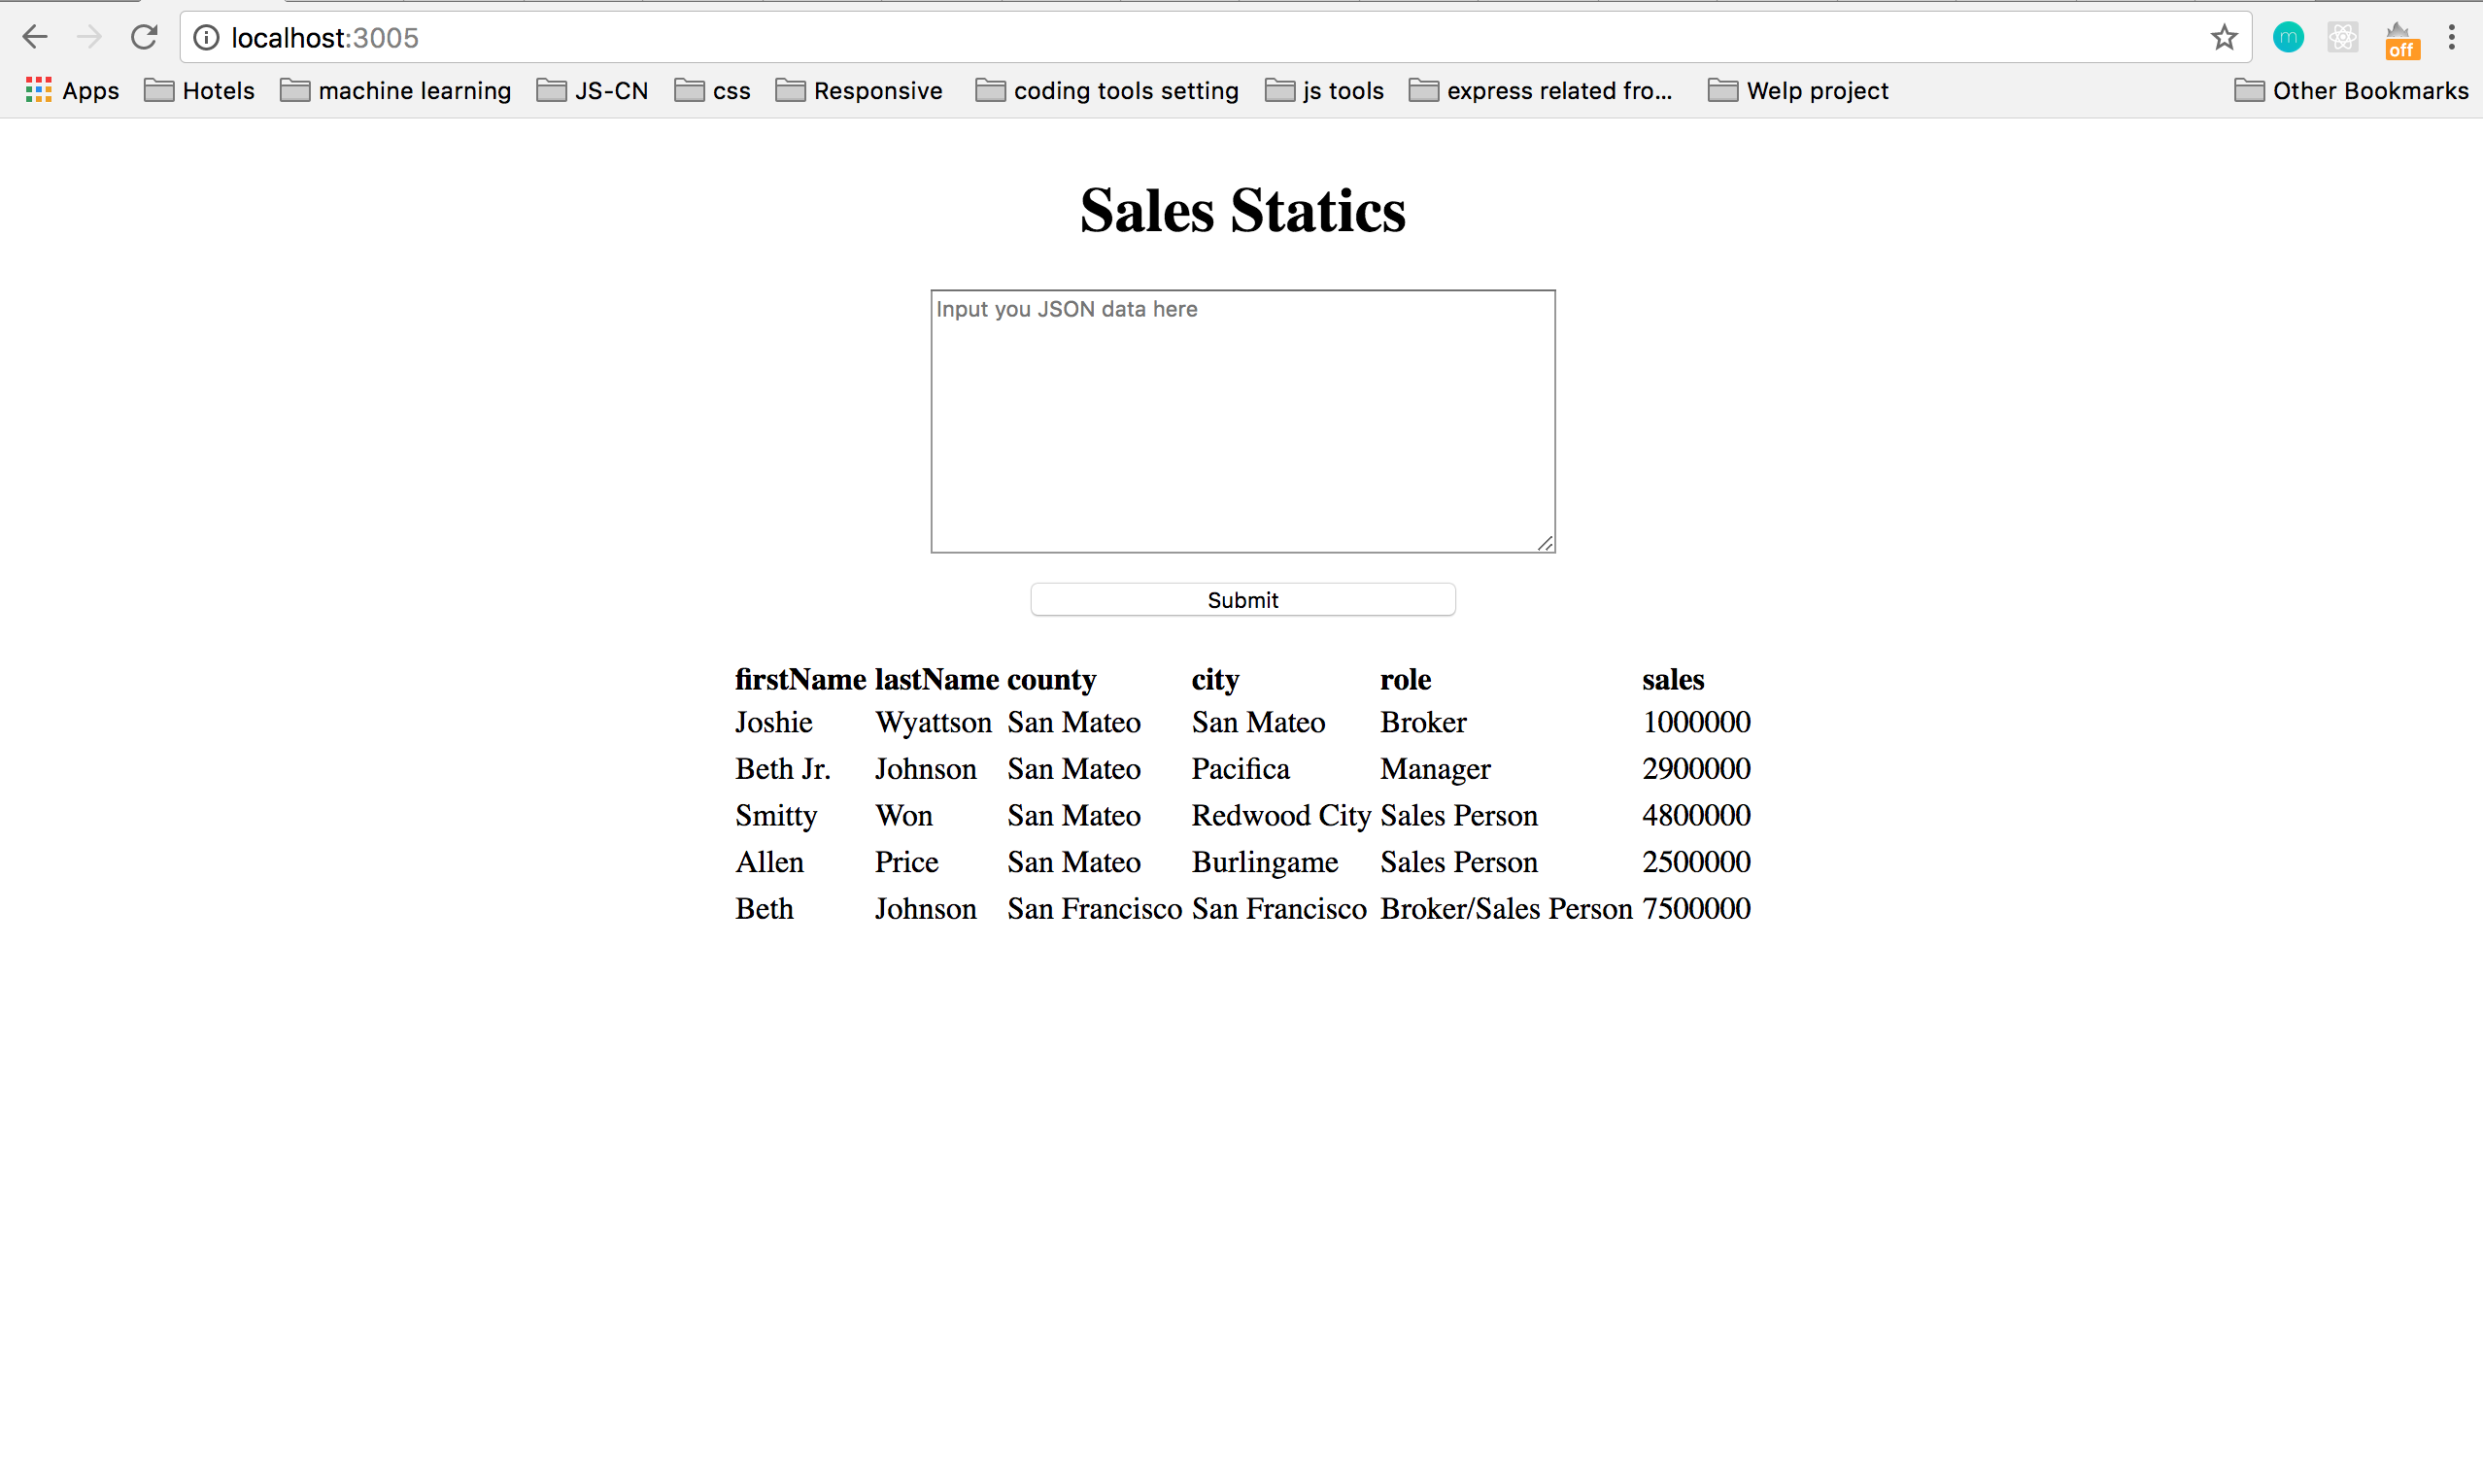 localhost:3005
m
off
Apps Hotels machine learning JS-CN css Responsive coding tools setting js tools express related fro... Welp project Other Bookmarks
Sales Statics
Input you JSON data here
Submit
firstName lastName county city role sales
Joshie Wyattson San Mateo San Mateo Broker 1000000
Beth Jr. Johnson San Mateo Pacifica Manager 2900000
Smitty Won San Mateo Redwood City Sales Person 4800000
Allen Price San Mateo Burlingame Sales Person 2500000
Beth Johnson San Francisco San Francisco Broker/Sales Person 7500000